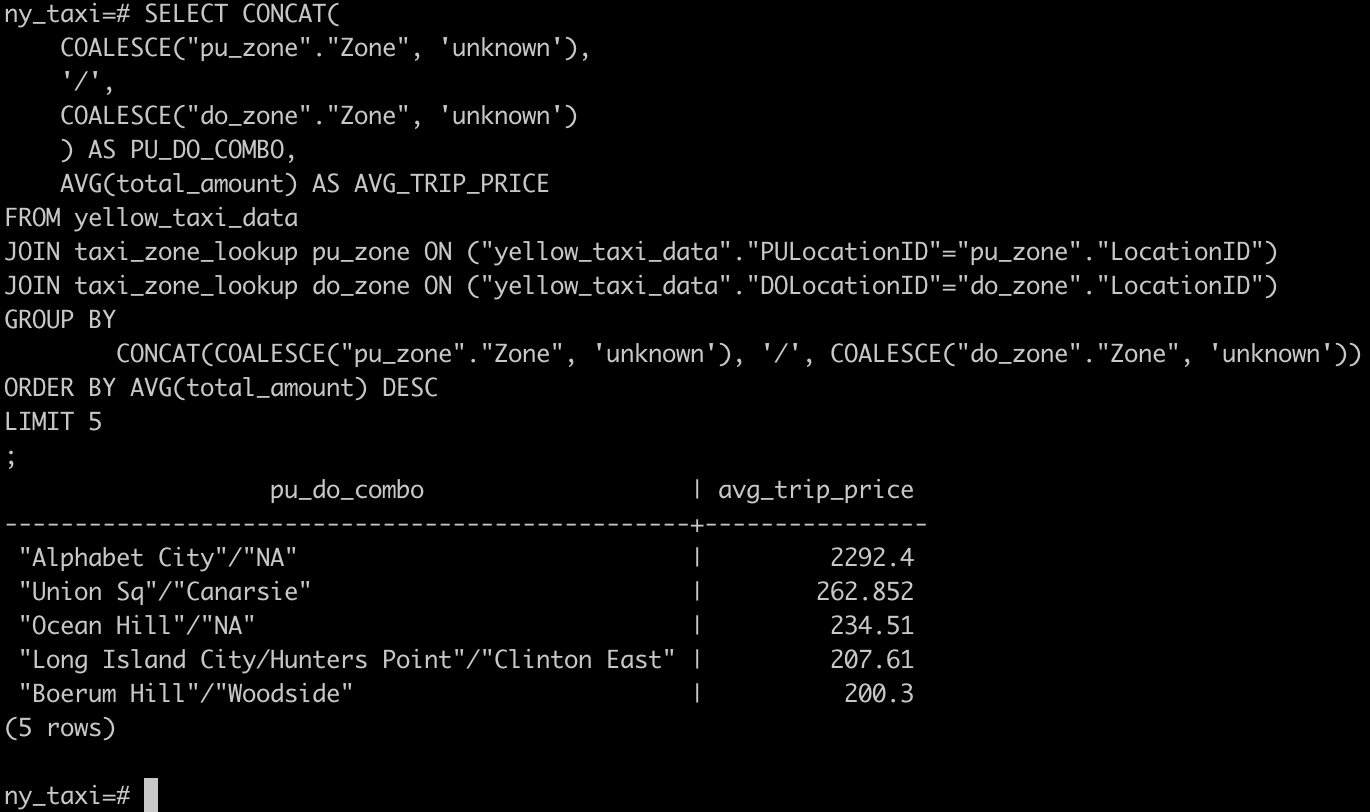 ny_taxi=# SELECT CONCAT(
    COALESCE("pu_zone"."Zone", 'unknown'),
    '/',
    COALESCE("do_zone"."Zone", 'unknown')
    ) AS PU_DO_COMBO,
    AVG(total_amount) AS AVG_TRIP_PRICE
FROM yellow_taxi_data
JOIN taxi_zone_lookup pu_zone ON ("yellow_taxi_data"."PULocationID"="pu_zone"."LocationID")
JOIN taxi_zone_lookup do_zone ON ("yellow_taxi_data"."DOLocationID"="do_zone"."LocationID")
GROUP BY
        CONCAT(COALESCE("pu_zone"."Zone", 'unknown'), '/', COALESCE("do_zone"."Zone", 'unknown'))
ORDER BY AVG(total_amount) DESC
LIMIT 5
;
                   pu_do_combo                   | avg_trip_price
-------------------------------------------------+----------------
 "Alphabet City"/"NA"                            |         2292.4
 "Union Sq"/"Canarsie"                           |        262.852
 "Ocean Hill"/"NA"                               |         234.51
 "Long Island City/Hunters Point"/"Clinton East" |         207.61
 "Boerum Hill"/"Woodside"                        |          200.3
(5 rows)

ny_taxi=#